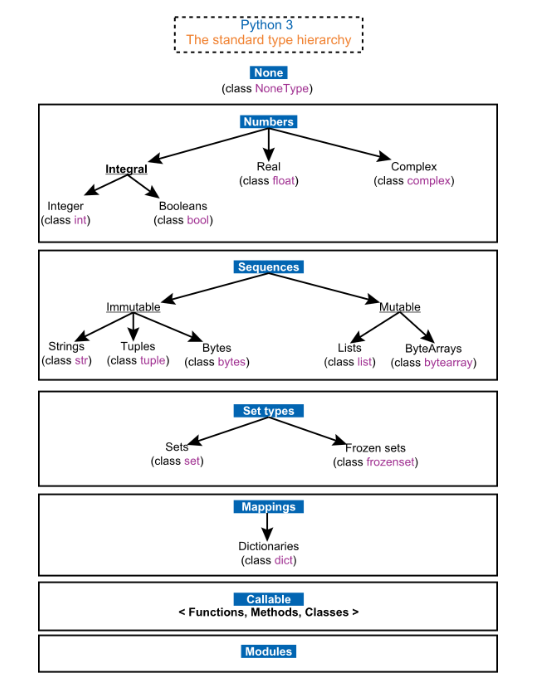 Python 3
The standard type hierarchy
None
(class NoneType)
Numbers
Integral
Real
(class float)
Complex
(class complex)
Integer
(class int)
Booleans
(class bool)
Sequences
Immutable
Mutable
Strings
(class str)
Tuples
(class tuple)
Bytes
(class bytes)
Lists
(class list)
ByteArrays
(class bytearray)
Set types
Sets
(class set)
Frozen sets
(class frozenset)
Mappings
Dictionaries
(class dict)
Callable
< Functions, Methods, Classes >
Modules